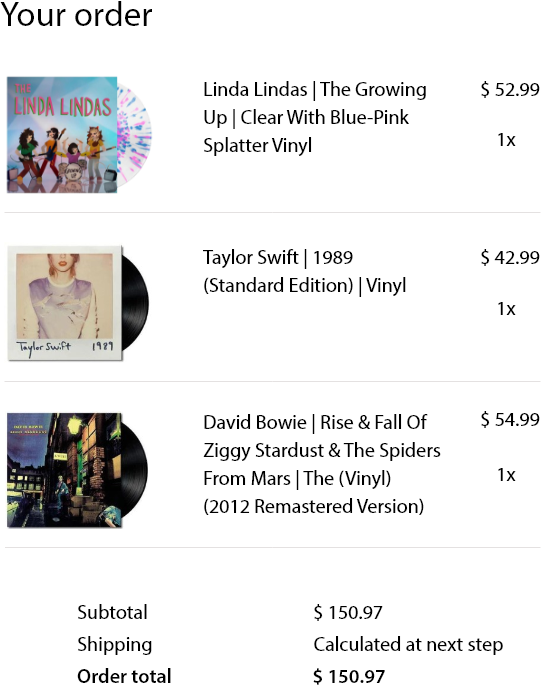 Your order
THE
LINDA LINDAS
GROWING
UP
Linda Lindas | The Growing
Up | Clear With Blue-Pink
Splatter Vinyl
$ 52.99
1x
Taylor Swift 1989
Taylor Swift | 1989
(Standard Edition) | Vinyl
$ 42.99
1x
DAVID BOWIE
David Bowie | Rise & Fall Of
Ziggy Stardust & The Spiders
From Mars | The (Vinyl)
(2012 Remastered Version)
$ 54.99
1x
Subtotal $ 150.97
Shipping Calculated at next step
Order total $ 150.97